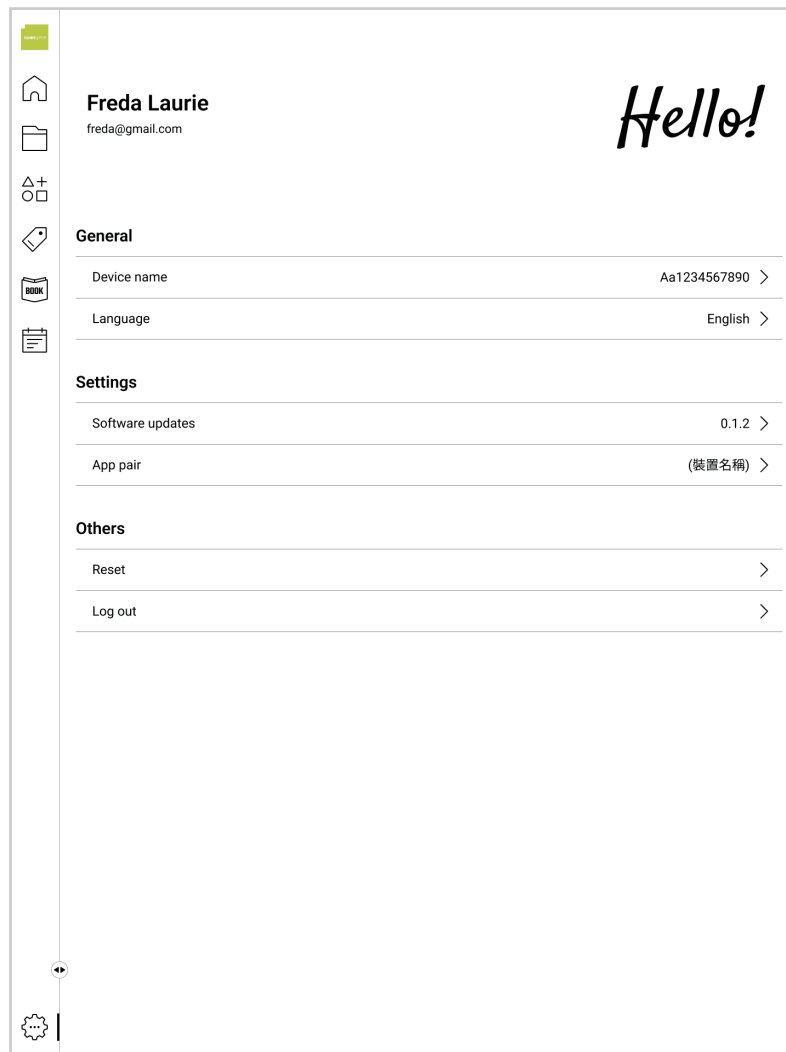 Freda Laurie
freda@gmail.com
Hello!
BOOK
General
Device name Aa1234567890
Language English
Settings
Software updates 0.1.2
App pair (裝置名稱)
Others
Reset
Log out